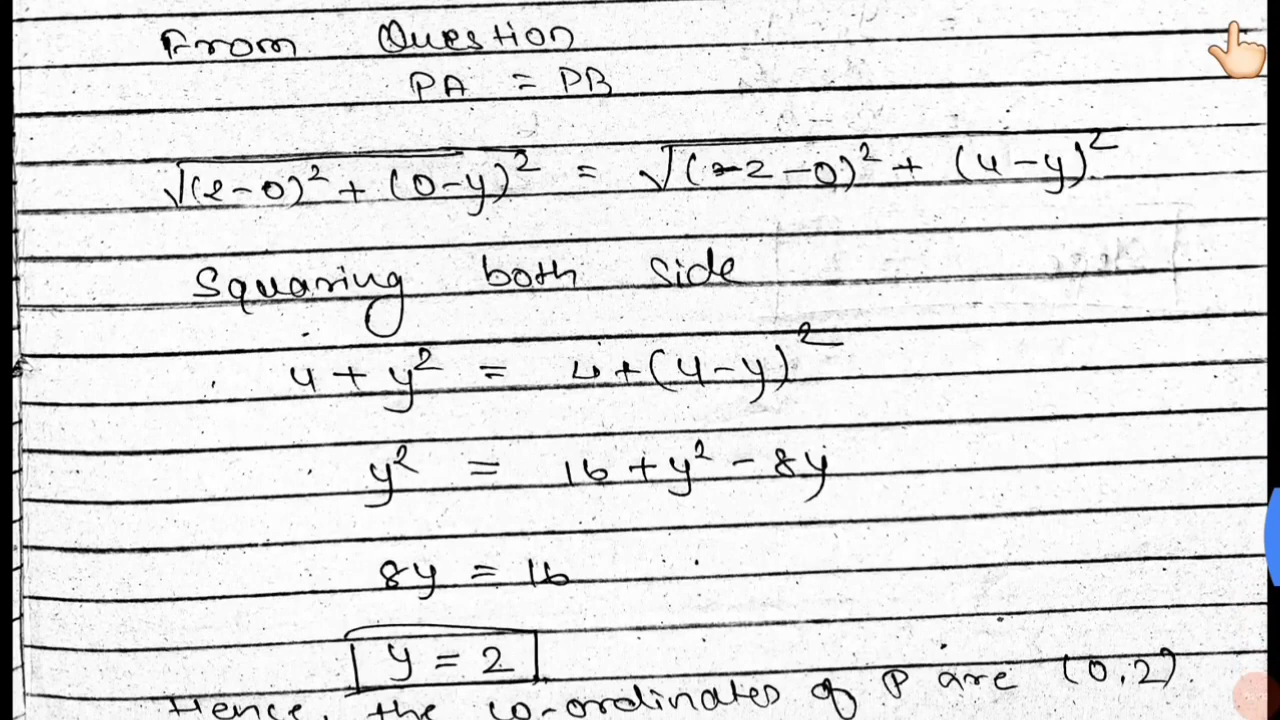 From Question
PA = PB
√(2-0)² + (0-y)² = √(-2-0)² + (4-y)²
Squaring both side
4 + y² = 4+(4-y)²
y² = 16 + y² - 8y
8y = 16
y = 2
Hence, the co-ordinates of P are (0,2)